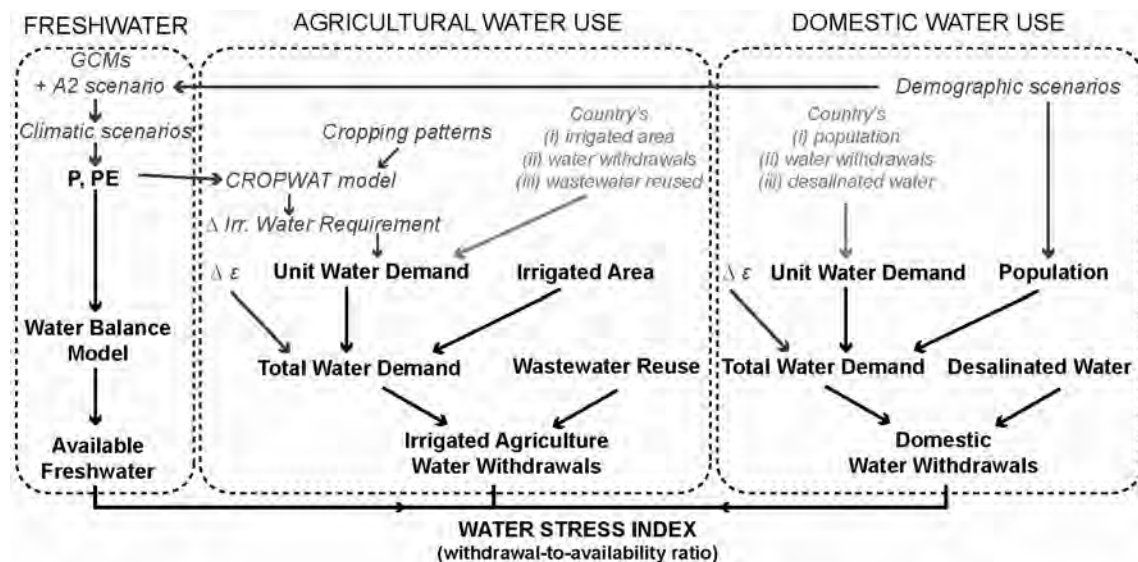 FRESHWATER
GCMs
+ A2 scenario
Climatic scenarios
P, PE
Water Balance
Model
Available
Freshwater
AGRICULTURAL WATER USE
Cropping patterns
Country's
(i) irrigated area
(ii) water withdrawals
(iii) wastewater reused
CROPWAT model
Δ Irr. Water Requirement
Δ ε
Unit Water Demand
Irrigated Area
Total Water Demand
Wastewater Reuse
Irrigated Agriculture
Water Withdrawals
DOMESTIC WATER USE
Demographic scenarios
Country's
(i) population
(ii) water withdrawals
(iii) desalinated water
Δ ε
Unit Water Demand
Population
Total Water Demand
Desalinated Water
Domestic
Water Withdrawals
WATER STRESS INDEX
(withdrawal-to-availability ratio)